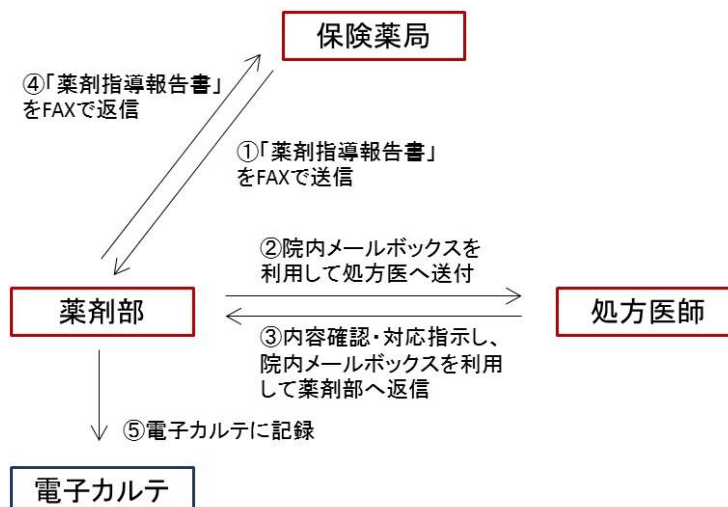 保険薬局
④「薬剤指導報告書」
をFAXで返信
①「薬剤指導報告書」
をFAXで送信
②院内メールボックスを
利用して処方医へ送付
薬剤部
処方医師
③内容確認・対応指示し、
院内メールボックスを利用
して薬剤部へ返信
⑤電子カルテに記録
電子カルテ